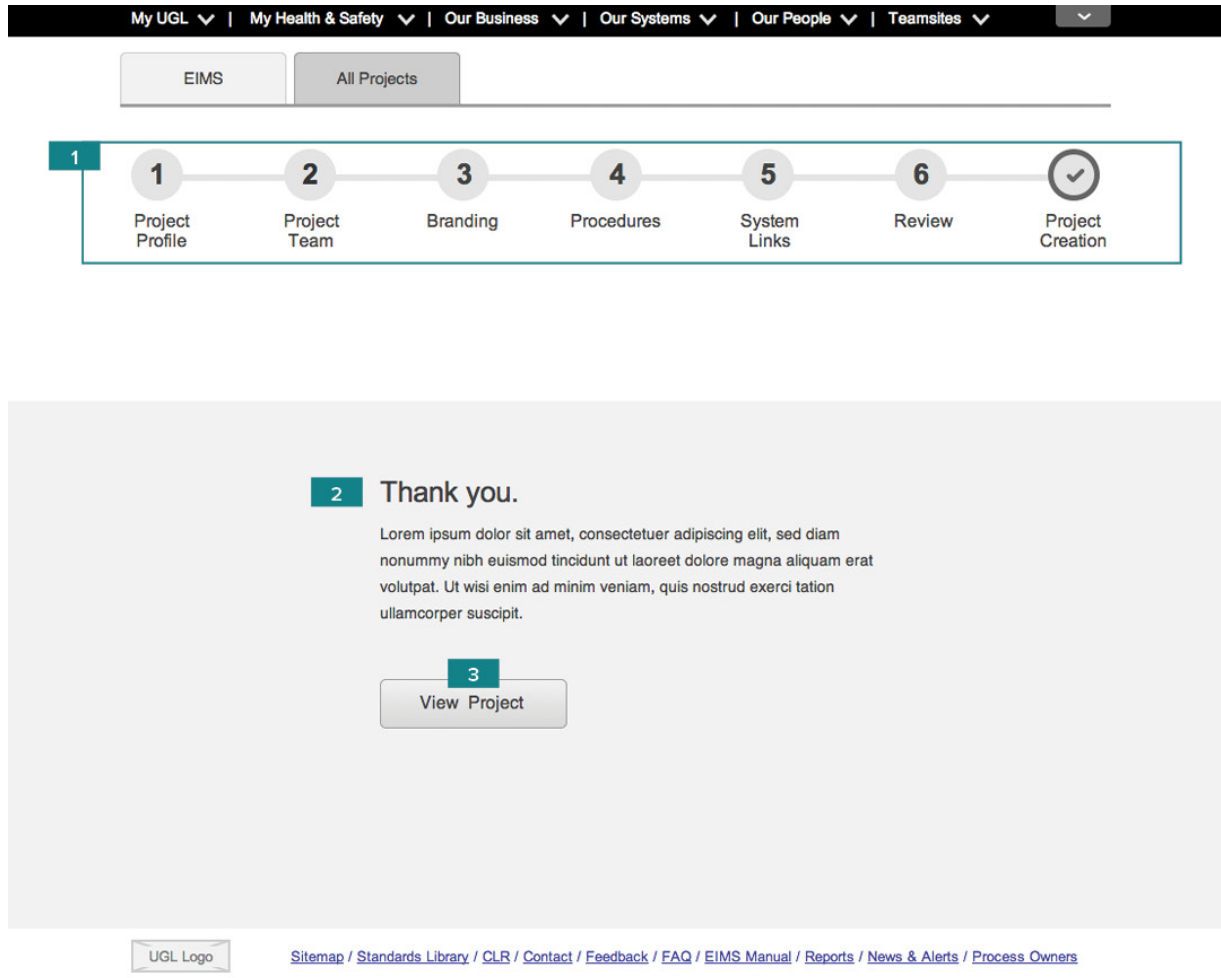 My UGL | My Health & Safety | Our Business | Our Systems | Our People | Teamsites
EIMS All Projects
1
1 2 3 4 5 6
Project Project Branding Procedures System Review Project
Profile Team Links Creation
2 Thank you.
Lorem ipsum dolor sit amet, consectetuer adipiscing elit, sed diam
nonummy nibh euismod tincidunt ut laoreet dolore magna aliquam erat
volutpat. Ut wisi enim ad minim veniam, quis nostrud exerci tation
ullamcorper suscipit.
3
View Project
UGL Logo Sitemap / Standards Library / CLR / Contact / Feedback / FAQ / EIMS Manual / Reports / News & Alerts / Process Owners